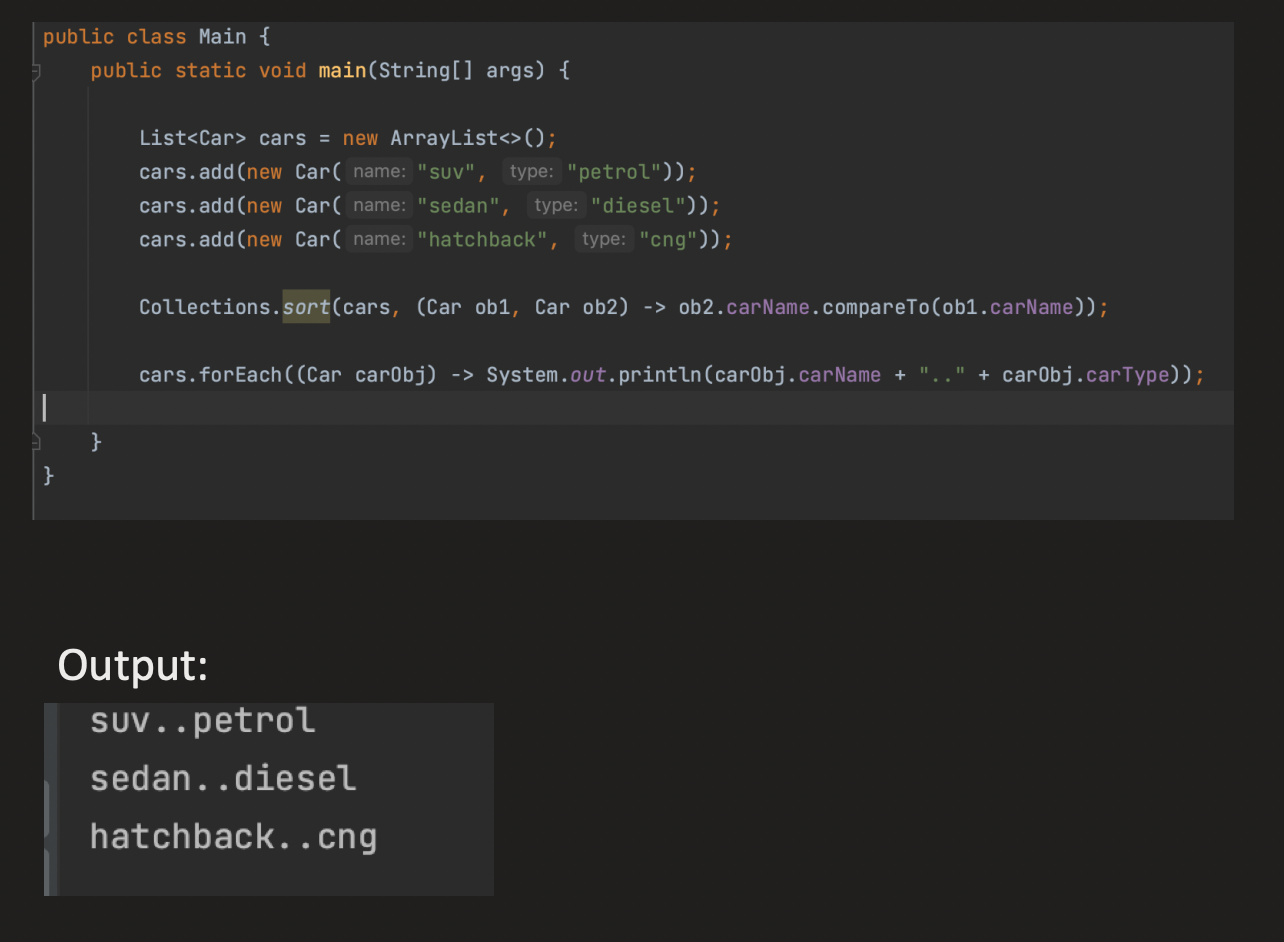 public class Main {
public static void main(String[] args) {
List<Car> cars = new ArrayList<>();
cars.add(new Car( name: "suv", type: "petrol"));
cars.add(new Car( name: "sedan", type: "diesel"));
cars.add(new Car( name: "hatchback", type: "cng"));
Collections.sort(cars, (Car ob1, Car ob2) -> ob2.carName.compareTo(ob1.carName));
cars.forEach((Car carObj) -> System.out.println(carObj.carName + ".." + carObj.carType));
}
}
Output:
suv..petrol
sedan..diesel
hatchback..cng